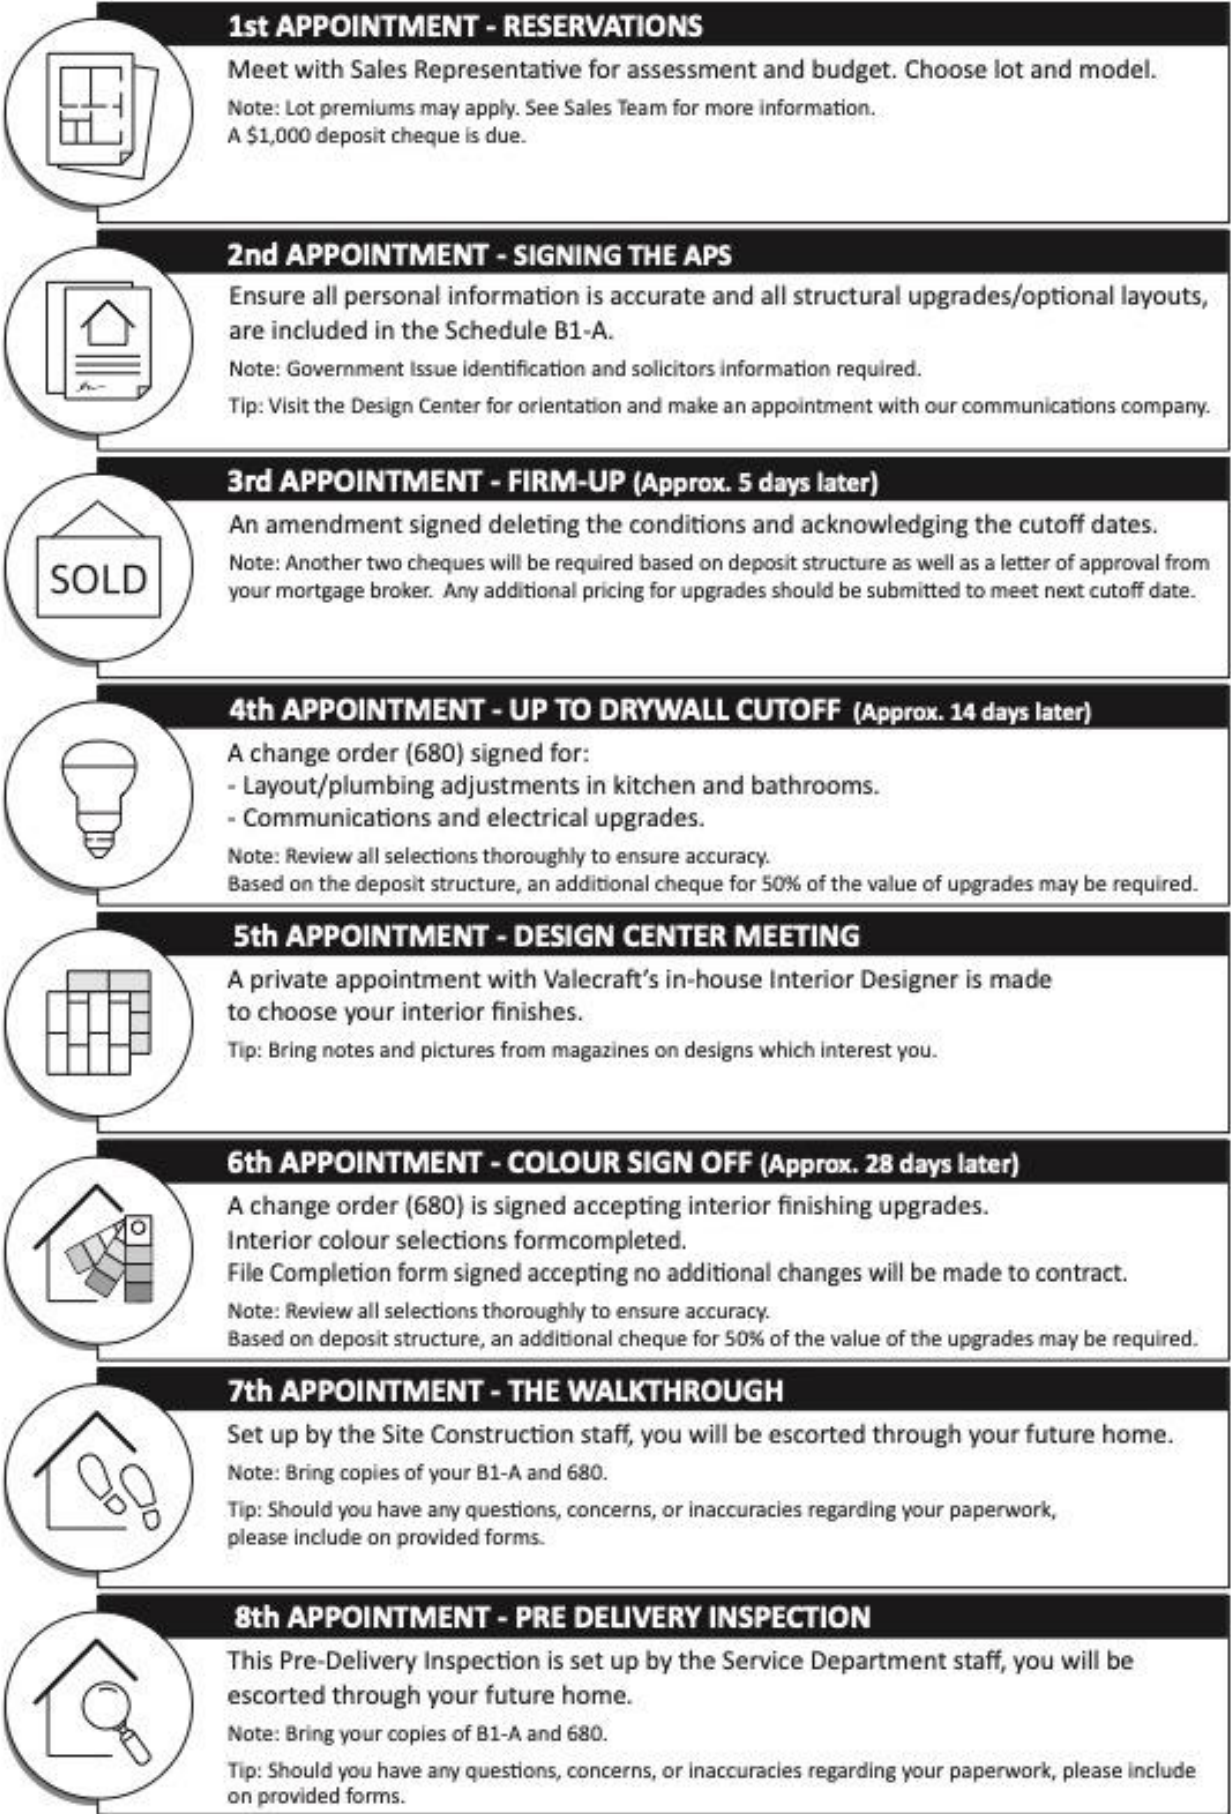 1st APPOINTMENT - RESERVATIONS
Meet with Sales Representative for assessment and budget. Choose lot and model.
Note: Lot premiums may apply. See Sales Team for more information.
A $1,000 deposit cheque is due.
2nd APPOINTMENT - SIGNING THE APS
Ensure all personal information is accurate and all structural upgrades/optional layouts,
are included in the Schedule B1-A.
Note: Government Issue identification and solicitors information required.
Tip: Visit the Design Center for orientation and make an appointment with our communications company.
3rd APPOINTMENT - FIRM-UP (Approx. 5 days later)
SOLD
An amendment signed deleting the conditions and acknowledging the cutoff dates.
Note: Another two cheques will be required based on deposit structure as well as a letter of approval from
your mortgage broker. Any additional pricing for upgrades should be submitted to meet next cutoff date.
4th APPOINTMENT - UP TO DRYWALL CUTOFF (Approx. 14 days later)
A change order (680) signed for:
- Layout/plumbing adjustments in kitchen and bathrooms.
- Communications and electrical upgrades.
Note: Review all selections thoroughly to ensure accuracy.
Based on the deposit structure, an additional cheque for 50% of the value of upgrades may be required.
5th APPOINTMENT - DESIGN CENTER MEETING
A private appointment with Valecraft's in-house Interior Designer is made
to choose your interior finishes.
Tip: Bring notes and pictures from magazines on designs which interest you.
6th APPOINTMENT - COLOUR SIGN OFF (Approx. 28 days later)
A change order (680) is signed accepting interior finishing upgrades.
Interior colour selections formcompleted.
File Completion form signed accepting no additional changes will be made to contract.
Note: Review all selections thoroughly to ensure accuracy.
Based on deposit structure, an additional cheque for 50% of the value of the upgrades may be required.
7th APPOINTMENT - THE WALKTHROUGH
Set up by the Site Construction staff, you will be escorted through your future home.
Note: Bring copies of your B1-A and 680.
Tip: Should you have any questions, concerns, or inaccuracies regarding your paperwork,
please include on provided forms.
8th APPOINTMENT - PRE DELIVERY INSPECTION
This Pre-Delivery Inspection is set up by the Service Department staff, you will be
escorted through your future home.
Note: Bring your copies of B1-A and 680.
Tip: Should you have any questions, concerns, or inaccuracies regarding your paperwork, please include
on provided forms.